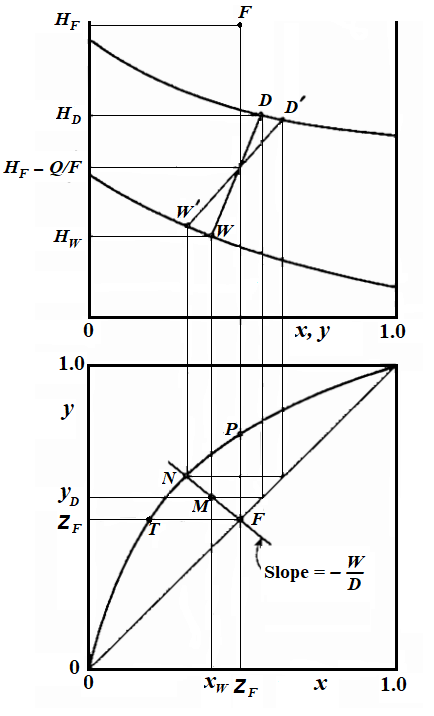 H_F F
H_D D D′
H_F – Q/F
W′
H_W W
0 x, y 1.0
1.0
y
P
N
y_D M
z_F T F
Slope = – W/D
0
0 x_W z_F x 1.0